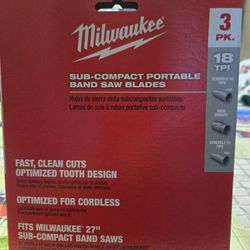 Milwaukee
3
PK.
SUB-COMPACT PORTABLE
BAND SAW BLADES
Hojas de sierra cinta subcompactas portátiles
Lames de scie à ruban portative sub-compact
18
TPI
FAST, CLEAN CUTS
OPTIMIZED TOOTH DESIGN
OPTIMIZED FOR CORDLESS
FITS MILWAUKEE 27"
SUB-COMPACT BAND SAWS